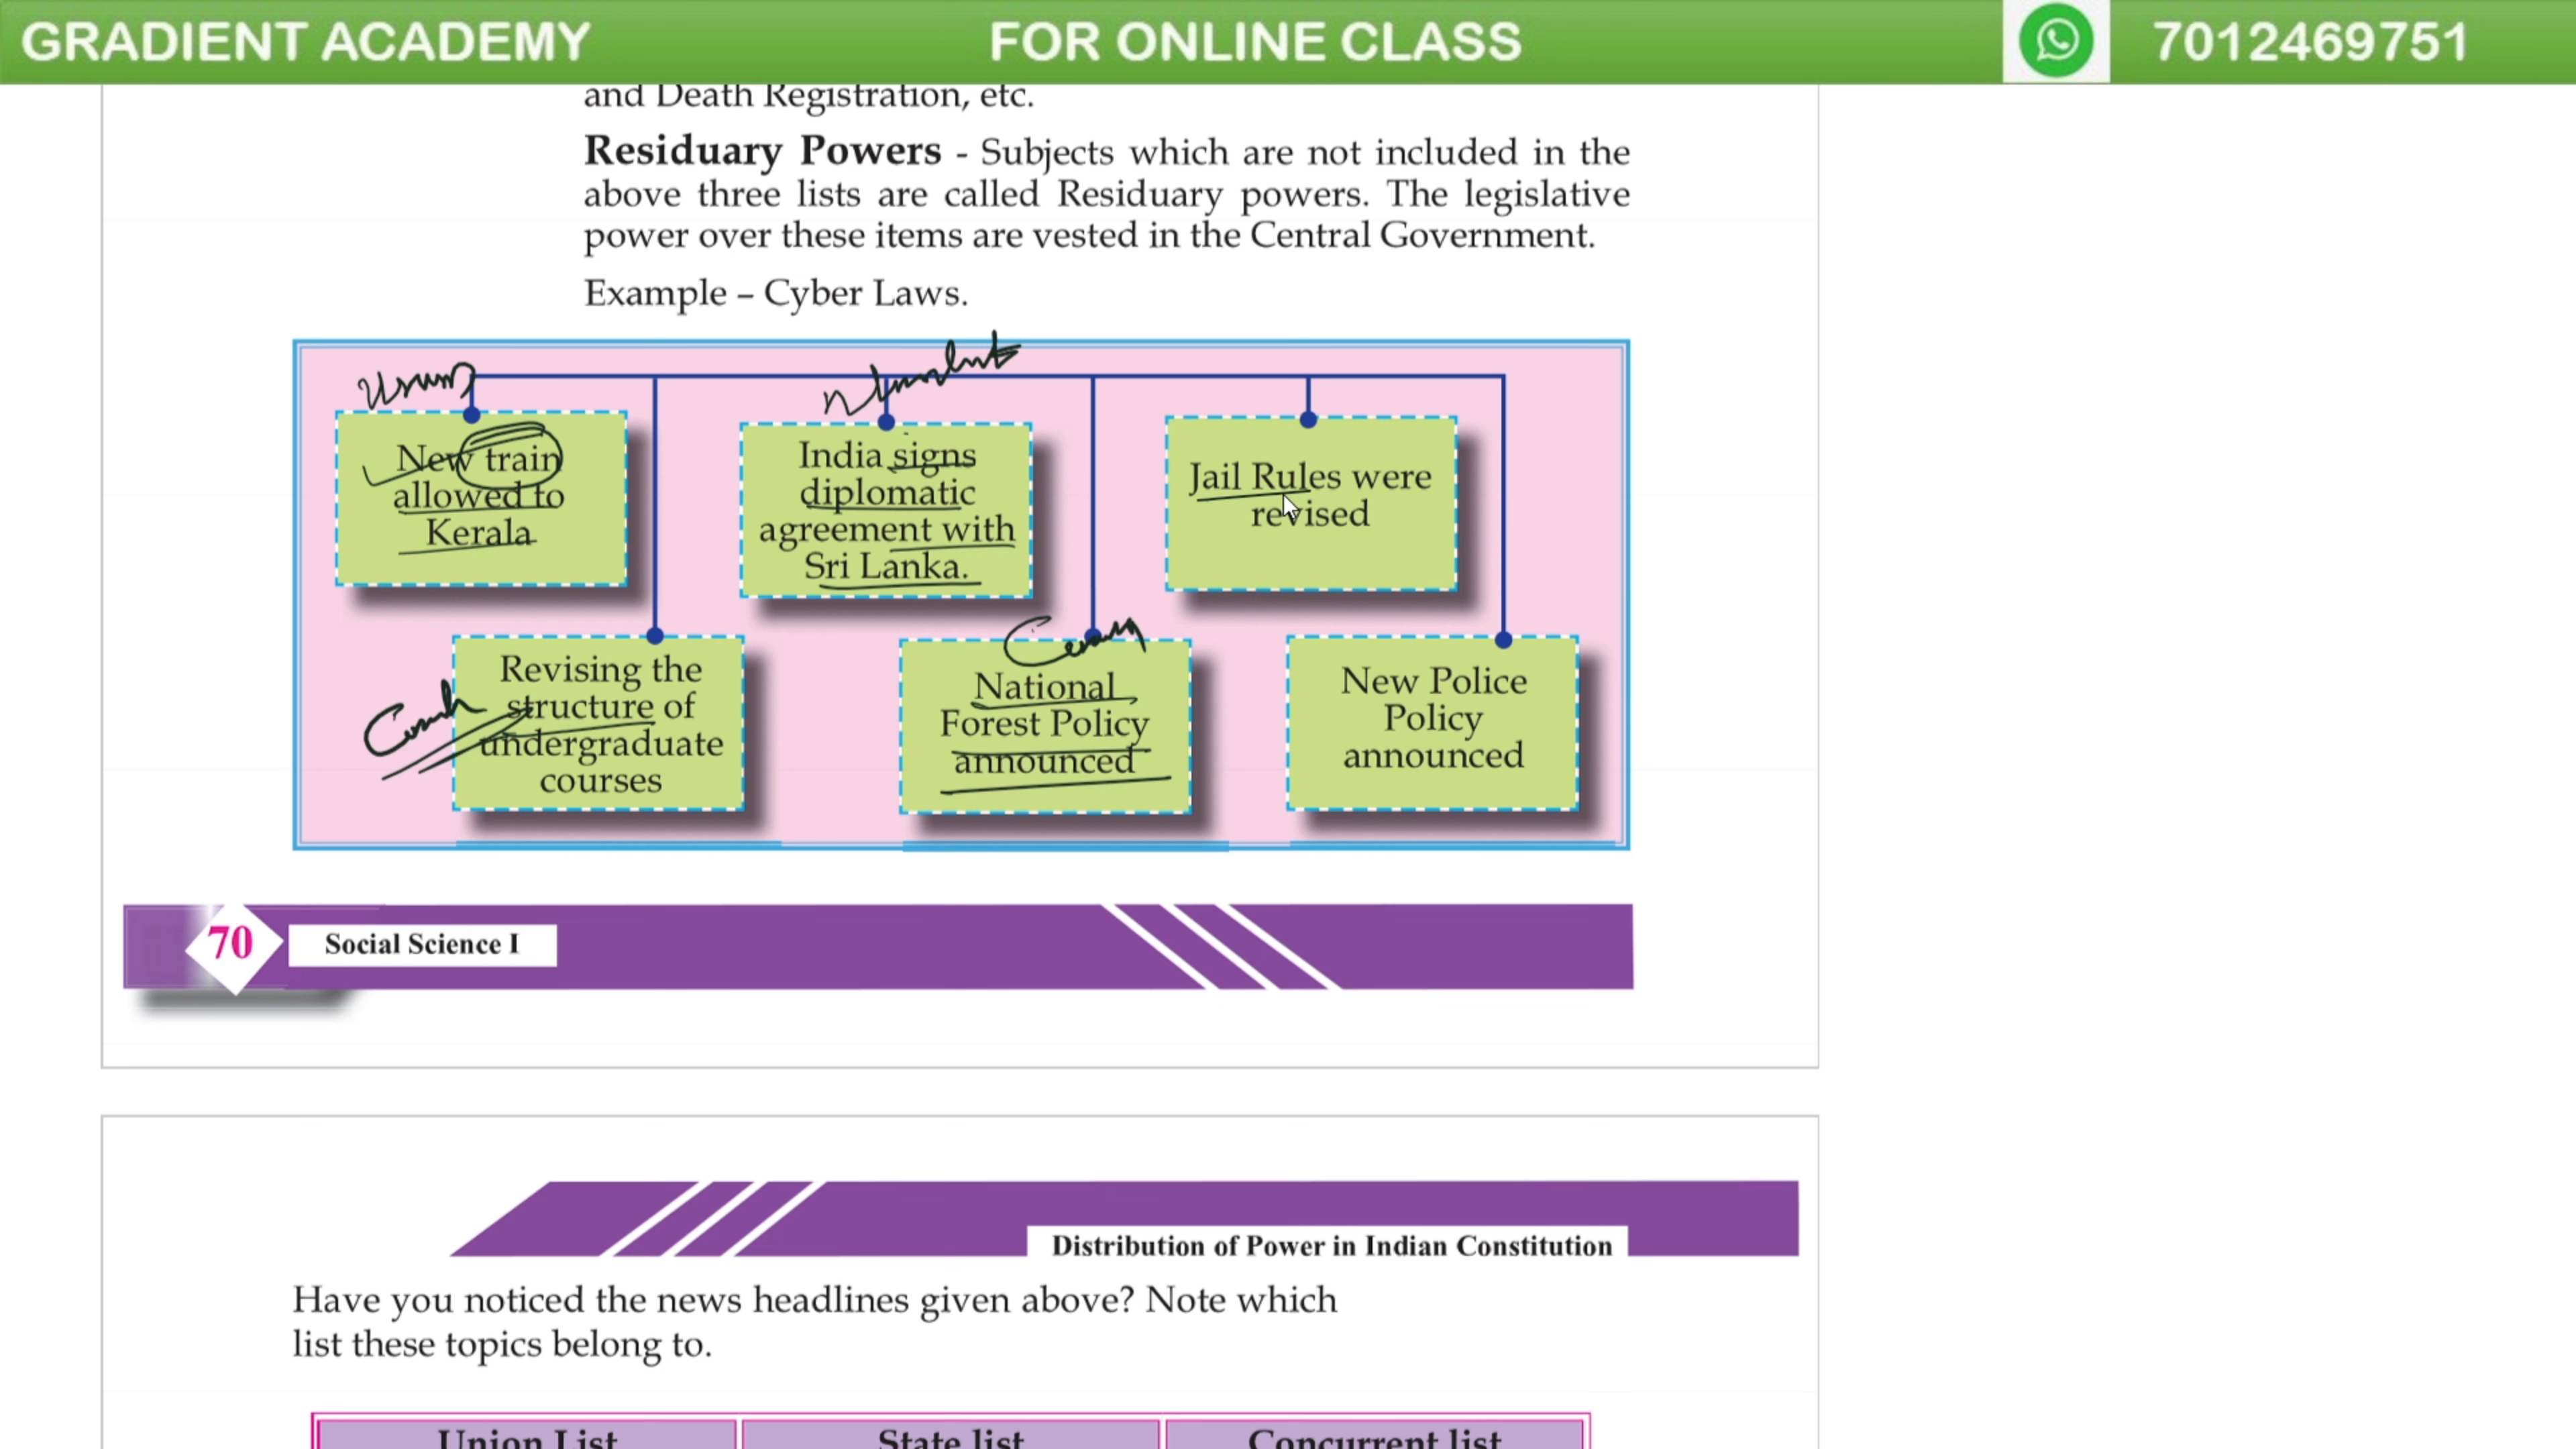 GRADIENT ACADEMY FOR ONLINE CLASS 7012469751
and Death Registration, etc.
Residuary Powers - Subjects which are not included in the
above three lists are called Residuary powers. The legislative
power over these items are vested in the Central Government.
Example – Cyber Laws.
New train
allowed to
Kerala
India signs
diplomatic
agreement with
Sri Lanka.
Jail Rules were
revised
Revising the
structure of
undergraduate
courses
National
Forest Policy
announced
New Police
Policy
announced
70 Social Science I
Distribution of Power in Indian Constitution
Have you noticed the news headlines given above? Note which
list these topics belong to.
Union List State list Concurrent list